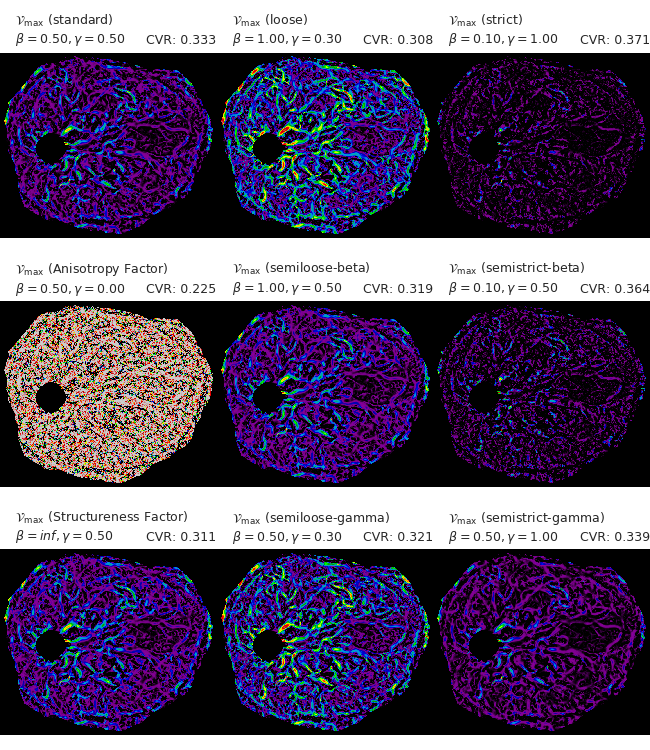 𝒱max (standard)
β = 0.50, γ = 0.50 CVR: 0.333
𝒱max (loose)
β = 1.00, γ = 0.30 CVR: 0.308
𝒱max (strict)
β = 0.10, γ = 1.00 CVR: 0.371
𝒱max (Anisotropy Factor)
β = 0.50, γ = 0.00 CVR: 0.225
𝒱max (semiloose-beta)
β = 1.00, γ = 0.50 CVR: 0.319
𝒱max (semistrict-beta)
β = 0.10, γ = 0.50 CVR: 0.364
𝒱max (Structureness Factor)
β = inf, γ = 0.50 CVR: 0.311
𝒱max (semiloose-gamma)
β = 0.50, γ = 0.30 CVR: 0.321
𝒱max (semistrict-gamma)
β = 0.50, γ = 1.00 CVR: 0.339